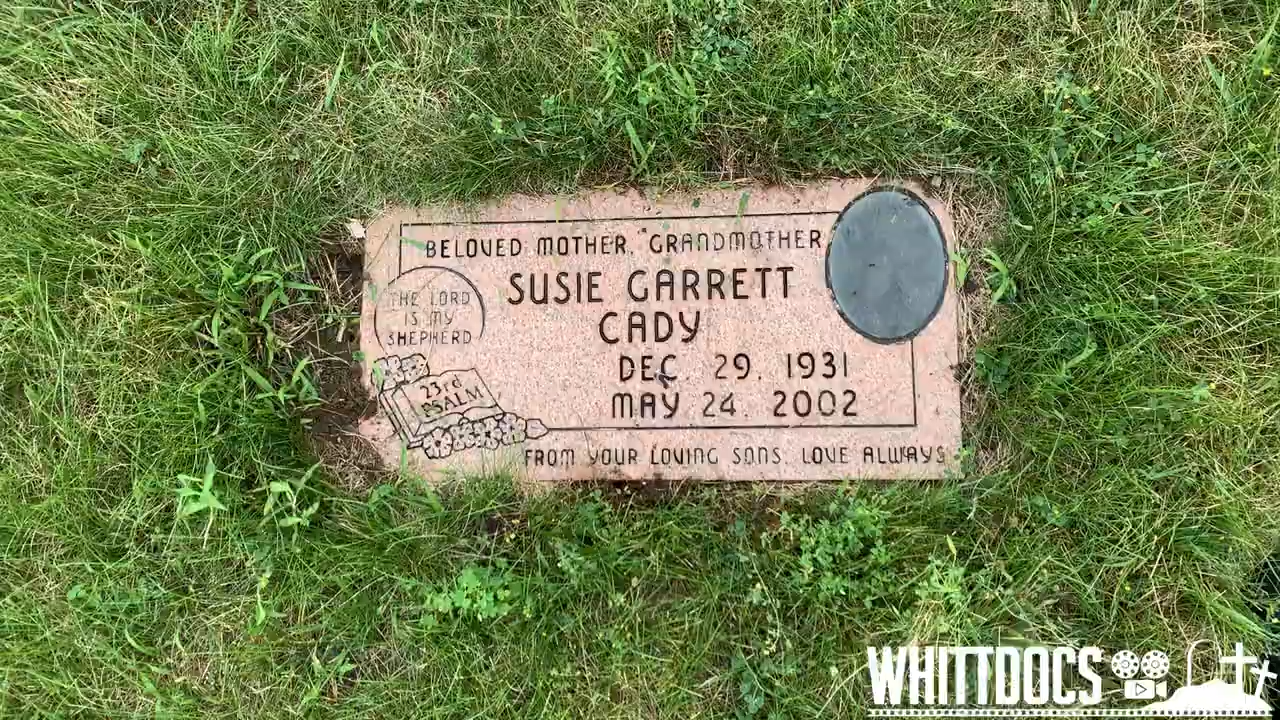 BELOVED MOTHER, GRANDMOTHER
SUSIE GARRETT
CADY
DEC. 29, 1931
MAY 24, 2002
THE LORD
IS MY
SHEPHERD
23rd
PSALM
FROM YOUR LOVING SONS, LOVE ALWAYS
WHITTDOCS